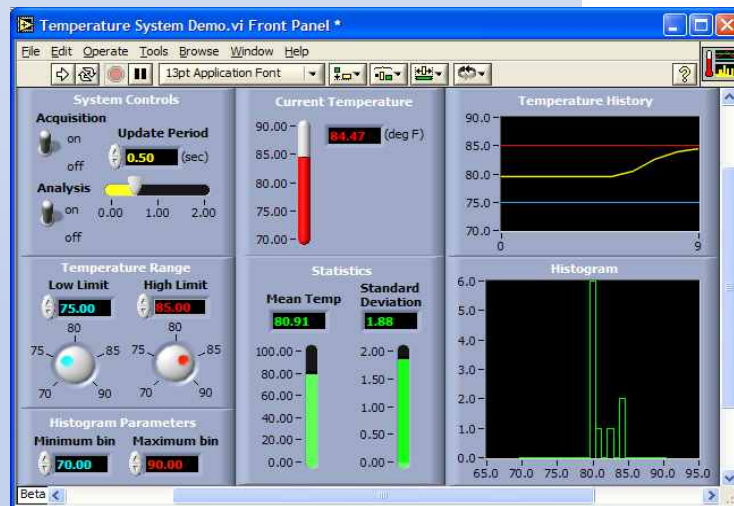 Temperature System Demo.vi Front Panel *
File Edit Operate Tools Browse Window Help
13pt Application Font
?
System Controls
Acquisition
on
off
Update Period
0.50 (sec)
Analysis
on
off
0.00 1.00 2.00
Current Temperature
90.00
85.00
80.00
75.00
70.00
84.47 (deg F)
Temperature History
90.0
85.0
80.0
75.0
70.0
0 9
Temperature Range
Low Limit High Limit
75.00 85.00
80 80
75 85 75 85
70 90 70 90
Statistics
Mean Temp Standard Deviation
80.91 1.88
100.00
80.00
60.00
40.00
20.00
0.00
2.00
1.50
1.00
0.50
0.00
Histogram
6.0
5.0
4.0
3.0
2.0
1.0
0.0
65.0 70.0 75.0 80.0 85.0 90.0 95.0
Histogram Parameters
Minimum bin Maximum bin
70.00 90.00
Beta